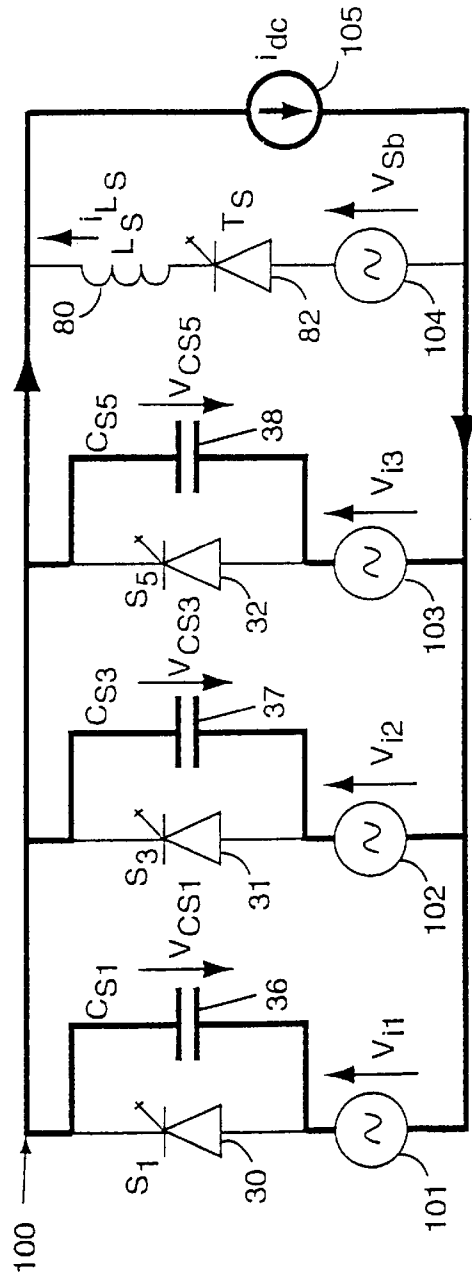 100
S1
30
CS1
VCS1
36
Vi1
101
S3
31
CS3
VCS3
37
Vi2
102
S5
32
CS5
VCS5
38
Vi3
103
80
LS
iLS
TS
82
VSb
104
idc
105